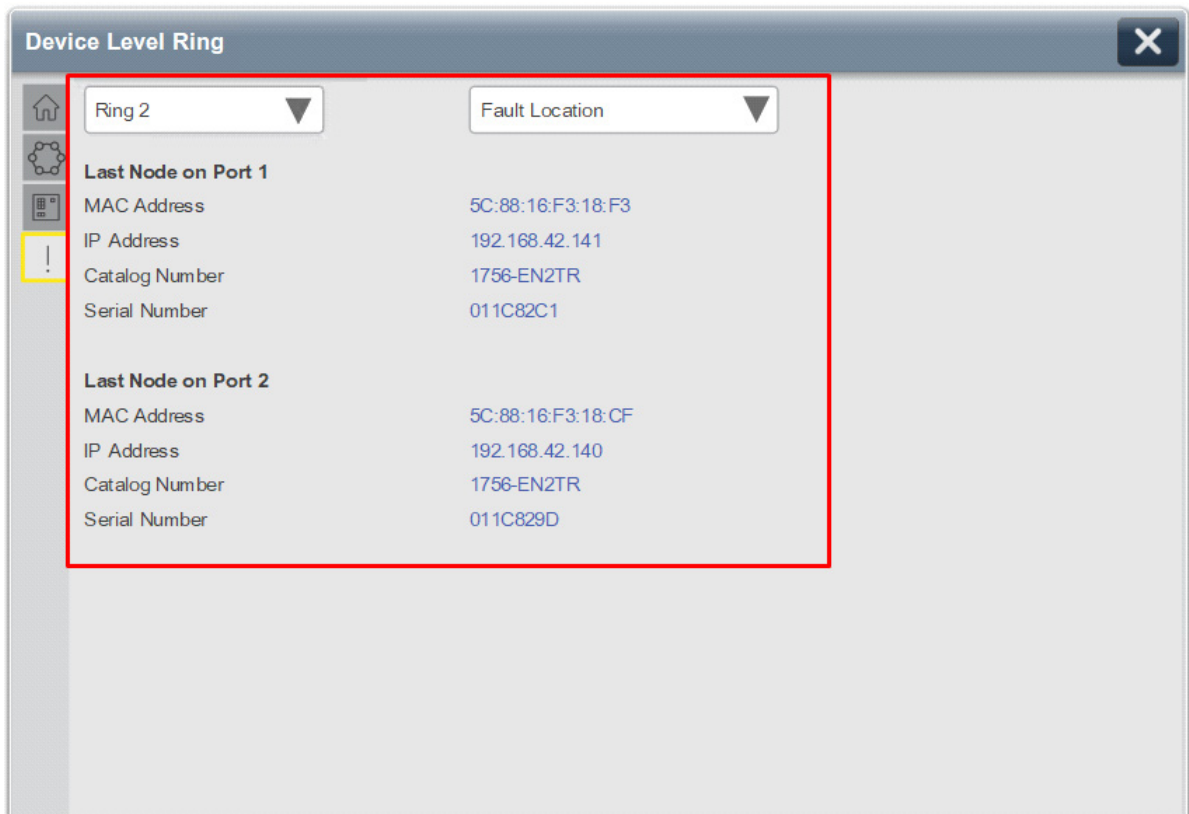 Device Level Ring
Ring 2 Fault Location
Last Node on Port 1
MAC Address 5C:88:16:F3:18:F3
IP Address 192.168.42.141
Catalog Number 1756-EN2TR
Serial Number 011C82C1
Last Node on Port 2
MAC Address 5C:88:16:F3:18:CF
IP Address 192.168.42.140
Catalog Number 1756-EN2TR
Serial Number 011C829D